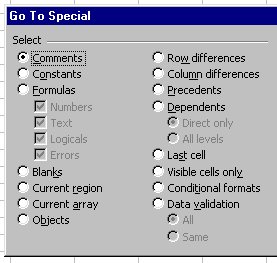 Go To Special
Select
Comments
Constants
Formulas
Numbers
Text
Logicals
Errors
Blanks
Current region
Current array
Objects
Row differences
Column differences
Precedents
Dependents
Direct only
All levels
Last cell
Visible cells only
Conditional formats
Data validation
All
Same